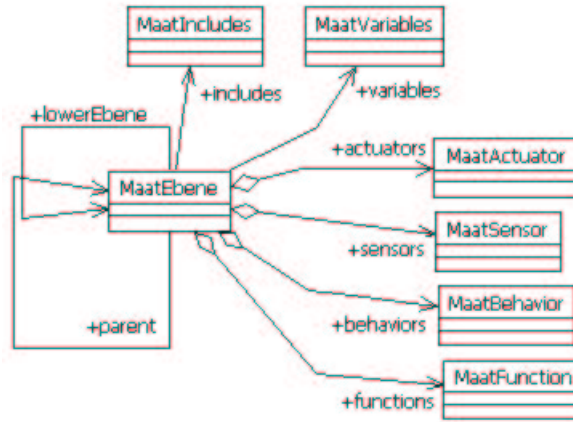 MaatIncludes
MaatVariables
+includes
+variables
+lowerEbene
+actuators
MaatActuator
MaatEbene
MaatSensor
+sensors
MaatBehavior
+behaviors
+parent
MaatFunction
+functions